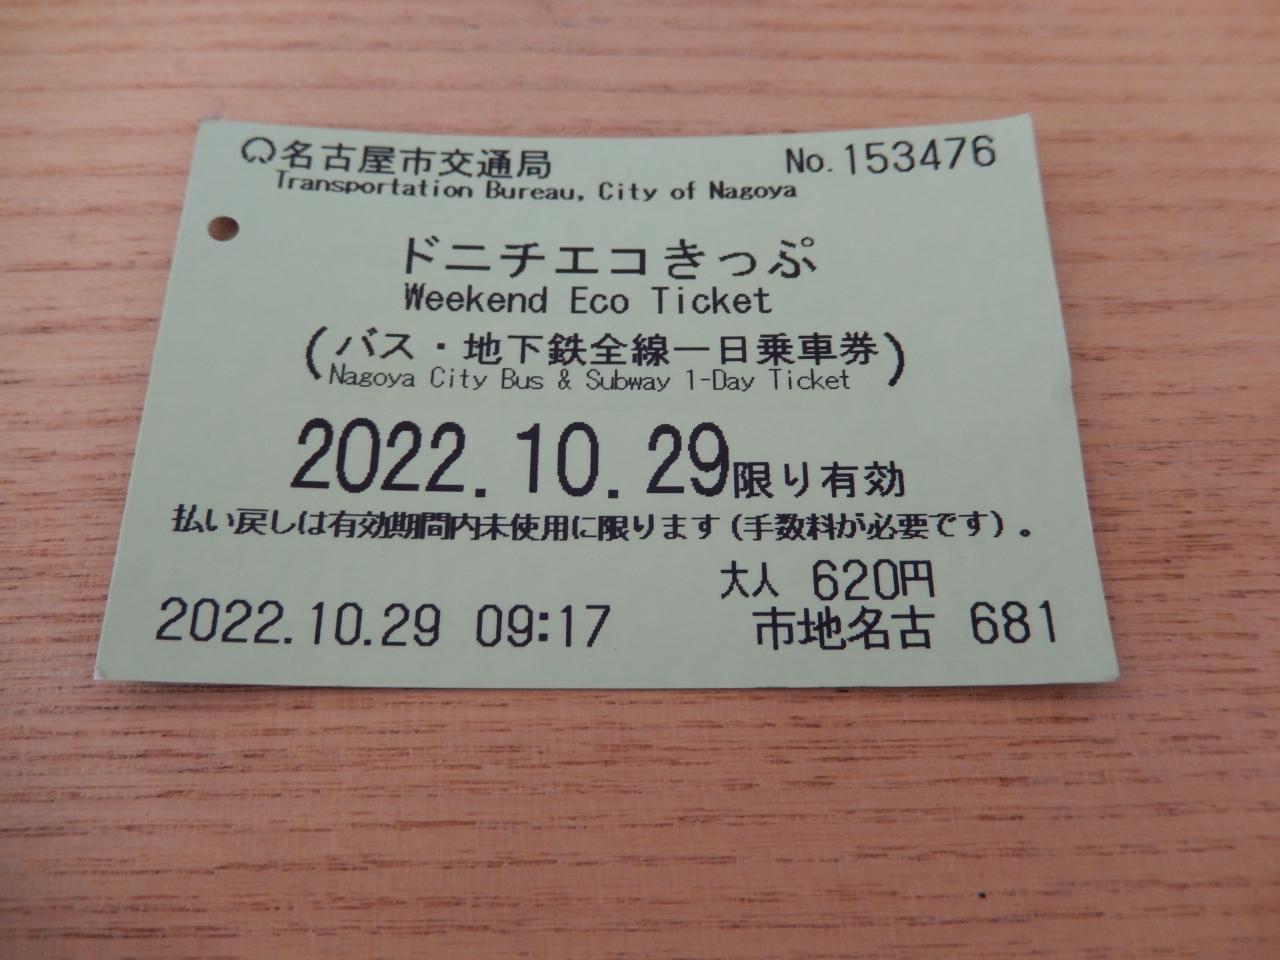 名古屋市交通局 No.153476
Transportation Bureau, City of Nagoya
ドニチエコきっぷ
Weekend Eco Ticket
(バス・地下鉄全線一日乗車券)
Nagoya City Bus & Subway 1-Day Ticket
2022.10.29限り有効
払い戻しは有効期間内未使用に限ります(手数料が必要です)。
大人 620円
2022.10.29 09:17 市地名古 681